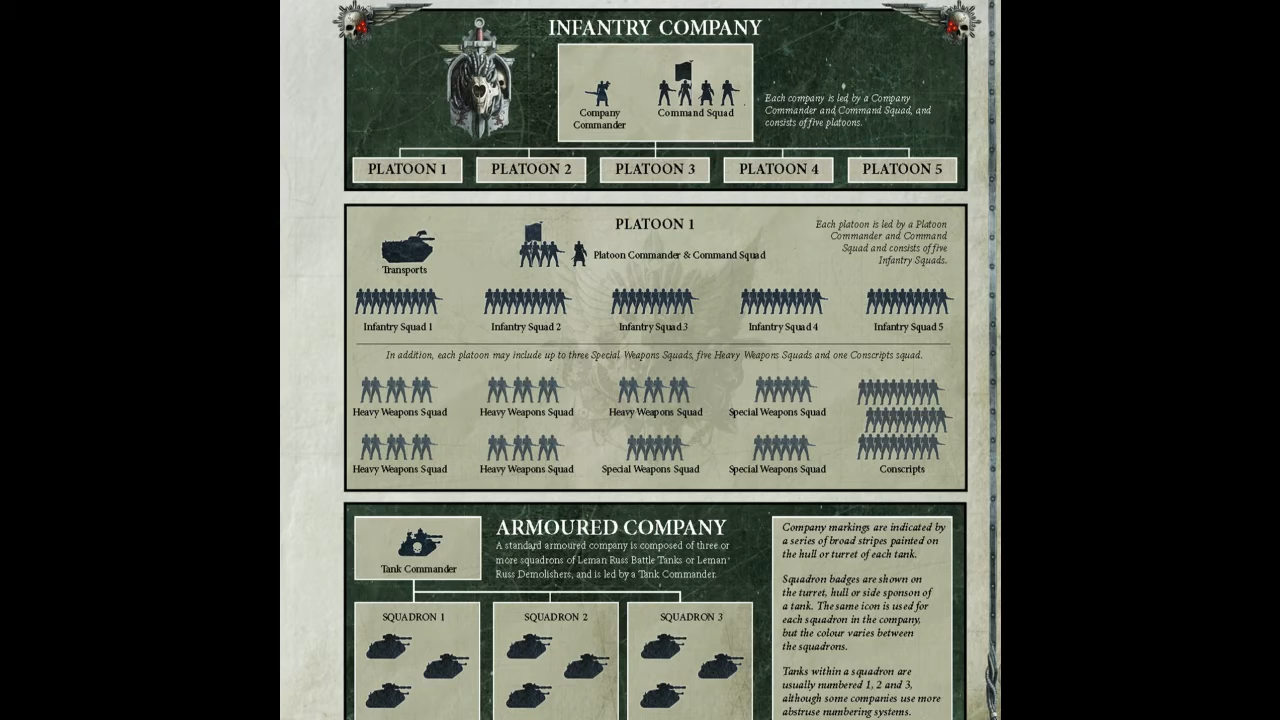 INFANTRY COMPANY
Company
Commander
Command Squad
Each company is led by a Company
Commander and Command Squad, and
consists of five platoons.
PLATOON 1
PLATOON 2
PLATOON 3
PLATOON 4
PLATOON 5
PLATOON 1
Each platoon is led by a Platoon
Commander and Command
Squad and consists of five
Infantry Squads.
Platoon Commander & Command Squad
Transports
Infantry Squad 1
Infantry Squad 2
Infantry Squad 3
Infantry Squad 4
Infantry Squad 5
In addition, each platoon may include up to three Special Weapons Squads, five Heavy Weapons Squads and one Conscripts squad.
Heavy Weapons Squad
Heavy Weapons Squad
Heavy Weapons Squad
Special Weapons Squad
Heavy Weapons Squad
Heavy Weapons Squad
Special Weapons Squad
Special Weapons Squad
Conscripts
Tank Commander
ARMOURED COMPANY
A standard armoured company is composed of three or
more squadrons of Leman Russ Battle Tanks or Leman
Russ Demolishers, and is led by a Tank Commander.
SQUADRON 1
SQUADRON 2
SQUADRON 3
Company markings are indicated by
a series of broad stripes painted on
the hull or turret of each tank.
Squadron badges are shown on
the turret, hull or side sponson of
a tank. The same icon is used for
each squadron in the company,
but the colour varies between
the squadrons.
Tanks within a squadron are
usually numbered 1, 2 and 3,
although some companies use more
abstruse numbering systems.